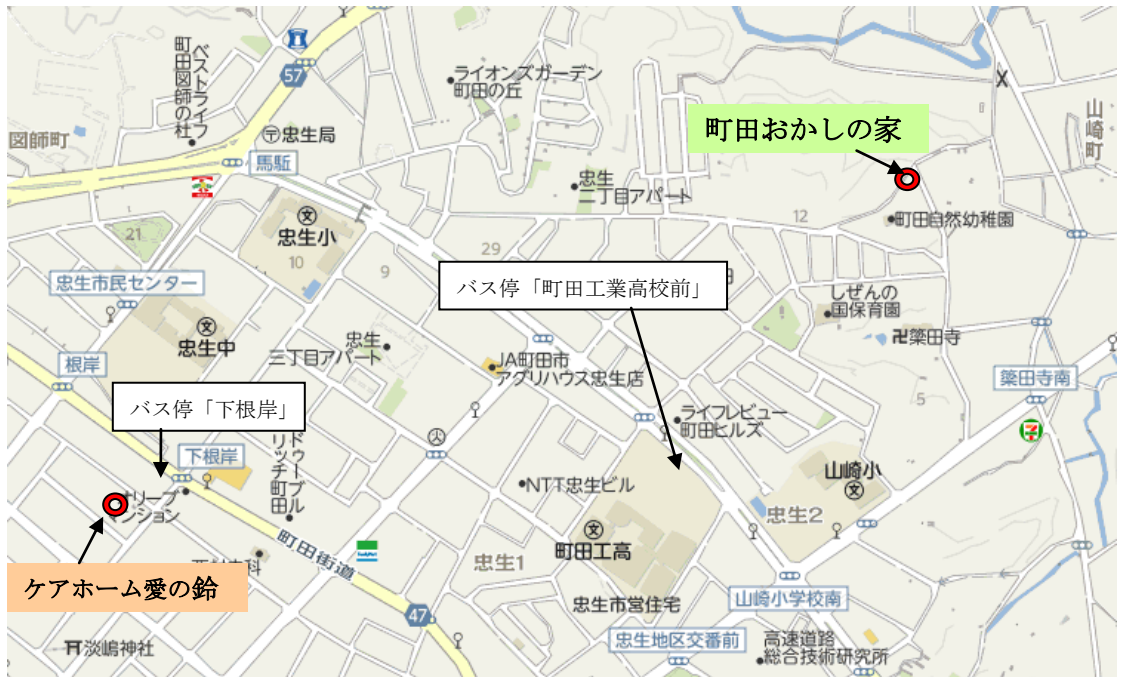 ベストライフ
町田図師の杜
57
ライオンズガーデン
町田の丘
山崎町
町田おかしの家
図師町
〒忠生局
馬駈
忠生
二丁目アパート
12
町田自然幼稚園
文
忠生小
21
29
10
9
忠生市民センター
バス停「町田工業高校前」
田
しぜんの
国保育園
文
忠生中
忠生
三丁目アパート
卍簗田寺
JA町田市
アグリハウス忠生店
根岸
簗田寺南
5
バス停「下根岸」
ライフレビュー
町田ヒルズ
7
火
ドゥーブル
リッチ町田
下根岸
山崎小
文
NTT忠生ビル
リーブ
マンション
忠生2
文
町田工高
町田街道
忠生1
科
ケアホーム愛の鈴
山崎小学校南
忠生市営住宅
47
忠生地区交番前
高速道路
総合技術研究所
淡嶋神社